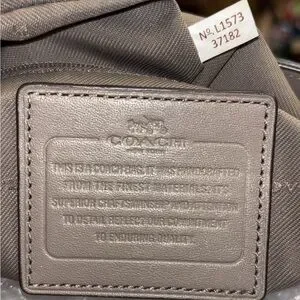 Nº. L1573
37182
COACH
THIS IS A COACH BAG. IT WAS HANDCRAFTED
FROM THE FINEST MATERIALS. ITS
SUPERIOR CRAFTSMANSHIP AND ATTENTION
TO USEFUL REFLECT OUR COMMITMENT
TO ENDURING QUALITY.